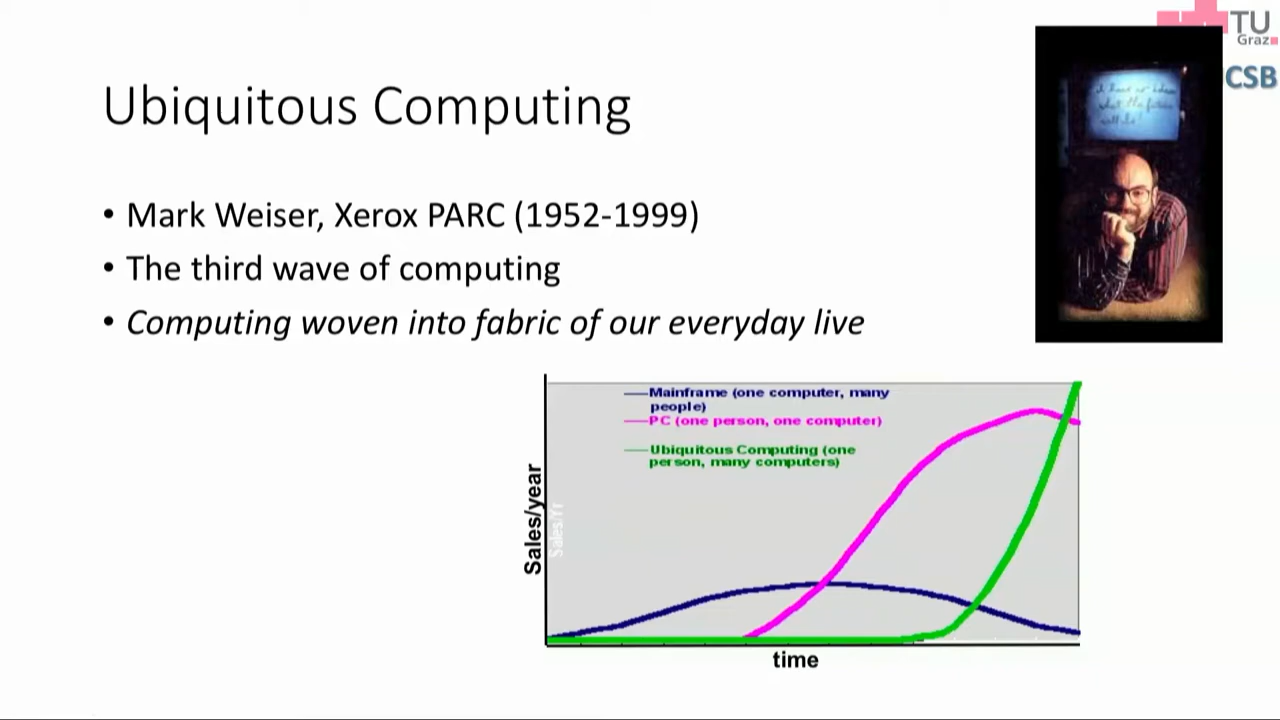 TU
Graz
CSB
Ubiquitous Computing
• Mark Weiser, Xerox PARC (1952-1999)
• The third wave of computing
• Computing woven into fabric of our everyday live
Mainframe (one computer, many
people)
PC (one person, one computer)
Ubiquitous Computing (one
person, many computers)
Sales/year
Sales/Yr
time